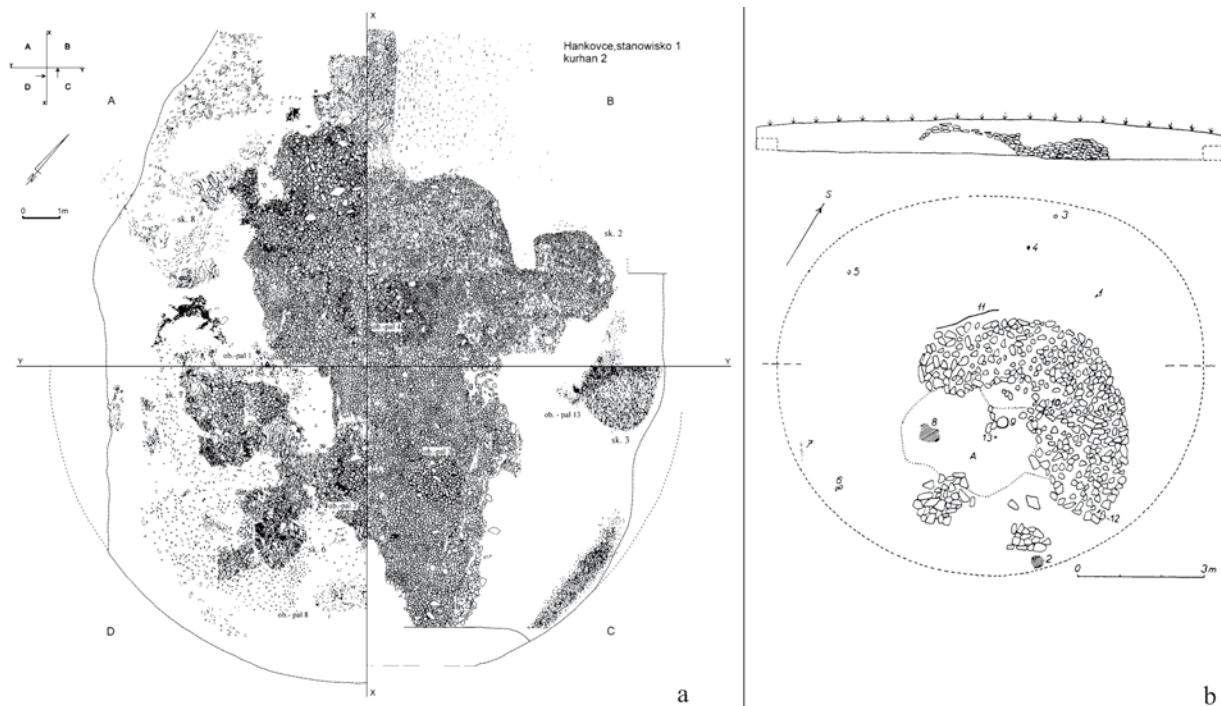 X
A
B
Y
Y
D
C
X
0
1m
X
Hankovce,stanowisko 1
kurhan 2
A
B
sk. 8
sk. 2
ob.-pal 1
Y
Y
ob. - pal 13
sk. 3
sk. 6
ob.- pal 8
D
C
X
a
b
S
3
4
5
1
11
10
8
9
13
A
7
6
12
2
0
3m